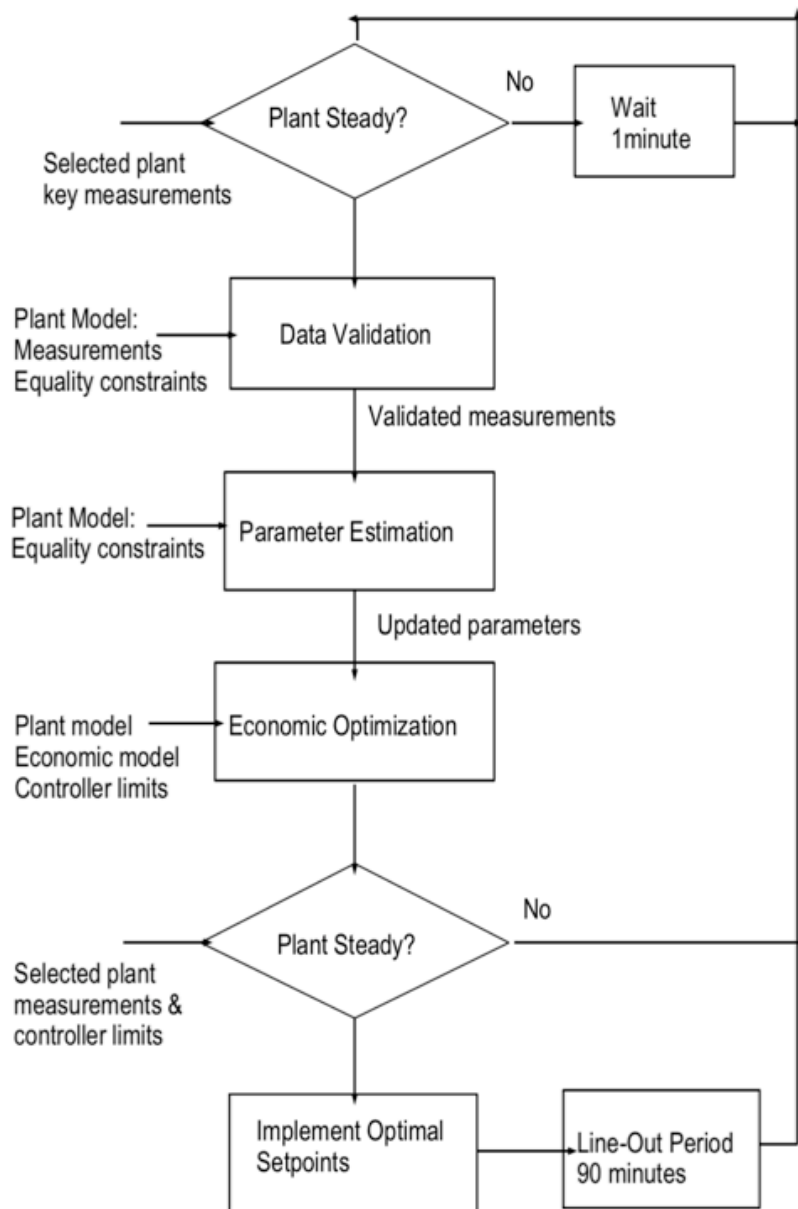 Plant Steady?
No
Wait
1minute
Selected plant
key measurements
Plant Model:
Measurements
Equality constraints
Data Validation
Validated measurements
Plant Model:
Equality constraints
Parameter Estimation
Updated parameters
Plant model
Economic model
Controller limits
Economic Optimization
Plant Steady?
No
Selected plant
measurements &
controller limits
Implement Optimal
Setpoints
Line-Out Period
90 minutes